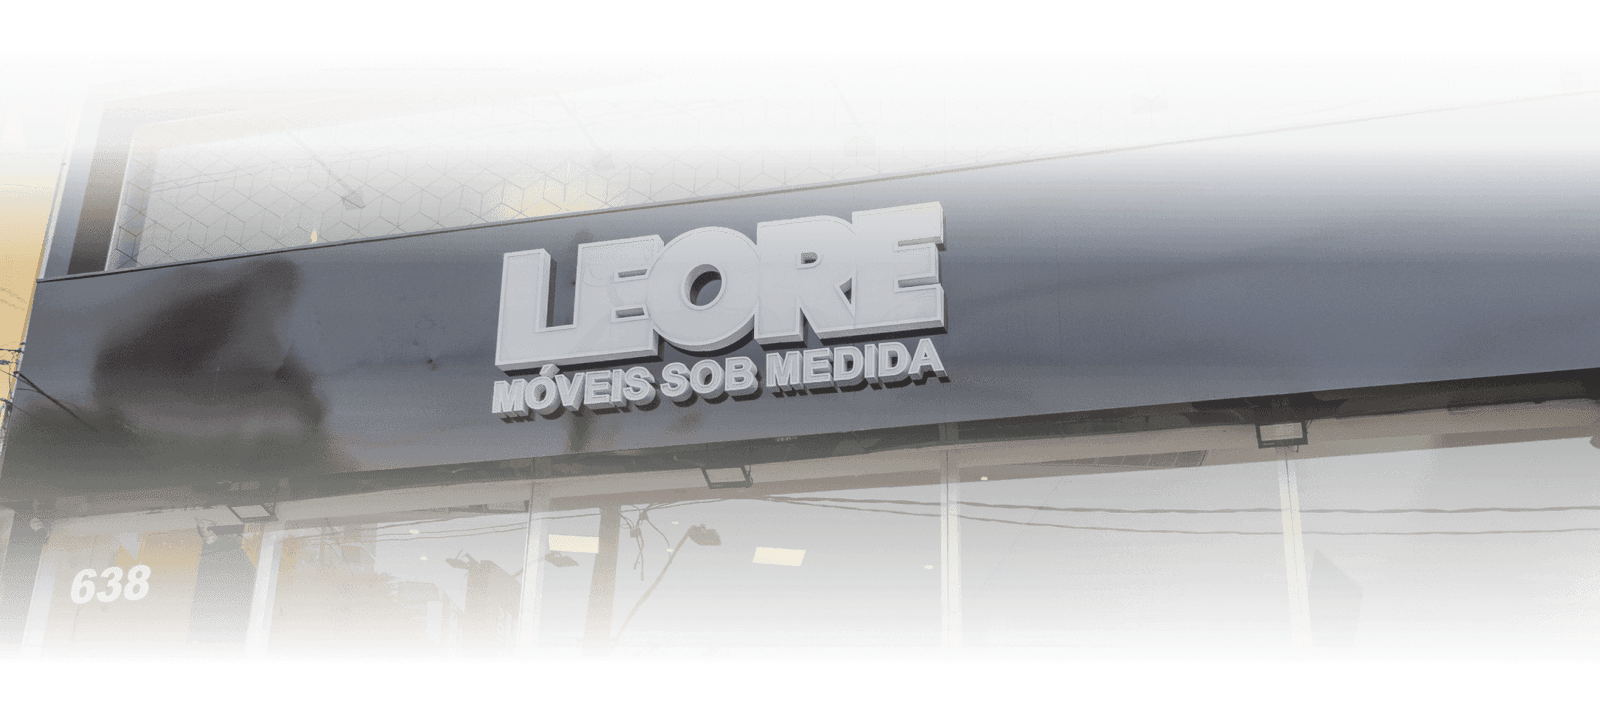 LEORE
MÓVEIS SOB MEDIDA
638